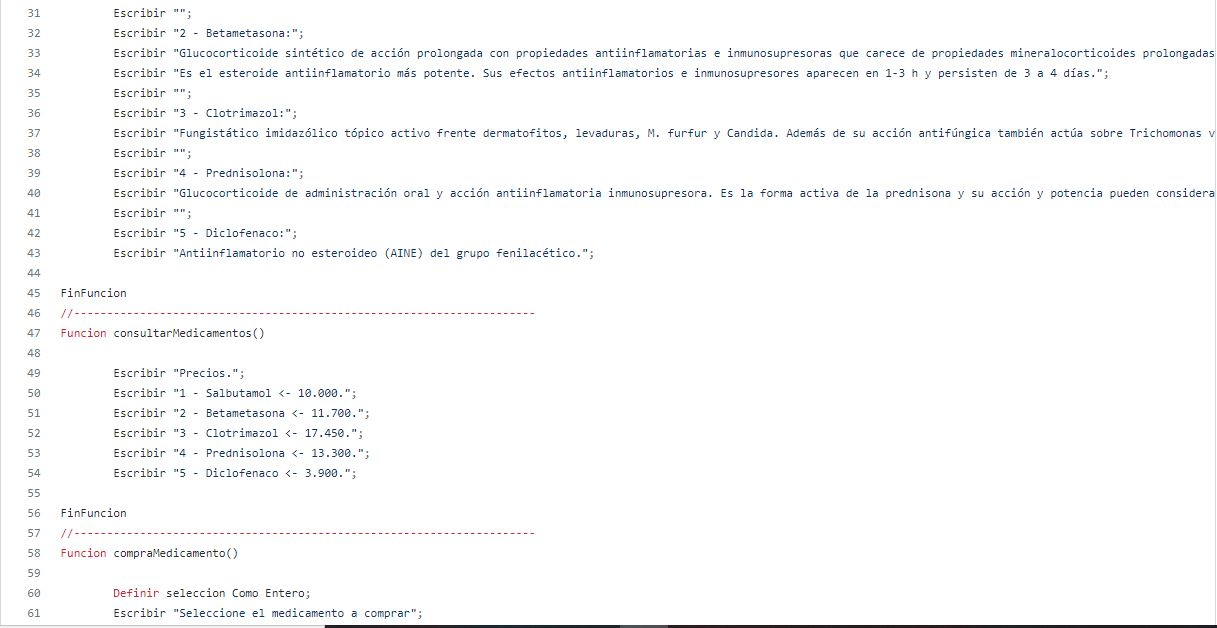 31 Escribir "";
32 Escribir "2 - Betametasona:";
33 Escribir "Glucocorticoide sintético de acción prolongada con propiedades antiinflamatorias e inmunosupresoras que carece de propiedades mineralocorticoides prolongadas
34 Escribir "Es el esteroide antiinflamatorio más potente. Sus efectos antiinflamatorios e inmunosupresores aparecen en 1-3 h y persisten de 3 a 4 días.";
35 Escribir "";
36 Escribir "3 - Clotrimazol:";
37 Escribir "Fungistático imidazólico tópico activo frente dermatofitos, levaduras, M. furfur y Candida. Además de su acción antifúngica también actúa sobre Trichomonas v
38 Escribir "";
39 Escribir "4 - Prednisolona:";
40 Escribir "Glucocorticoide de administración oral y acción antiinflamatoria inmunosupresora. Es la forma activa de la prednisona y su acción y potencia pueden considera
41 Escribir "";
42 Escribir "5 - Diclofenaco:";
43 Escribir "Antiinflamatorio no esteroideo (AINE) del grupo fenilacético.";
44
45 FinFuncion
46 //----------------------------------------------------------------------
47 Funcion consultarMedicamentos()
48
49 Escribir "Precios.";
50 Escribir "1 - Salbutamol <- 10.000.";
51 Escribir "2 - Betametasona <- 11.700.";
52 Escribir "3 - Clotrimazol <- 17.450.";
53 Escribir "4 - Prednisolona <- 13.300.";
54 Escribir "5 - Diclofenaco <- 3.900.";
55
56 FinFuncion
57 //----------------------------------------------------------------------
58 Funcion compraMedicamento()
59
60 Definir seleccion Como Entero;
61 Escribir "Seleccione el medicamento a comprar";